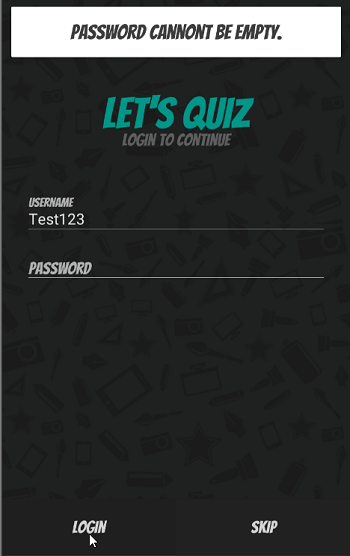 PASSWORD CANNONT BE EMPTY.
LET'S QUIZ
LOGIN TO CONTINUE
USERNAME
Test123
PASSWORD
LOGIN
SKIP